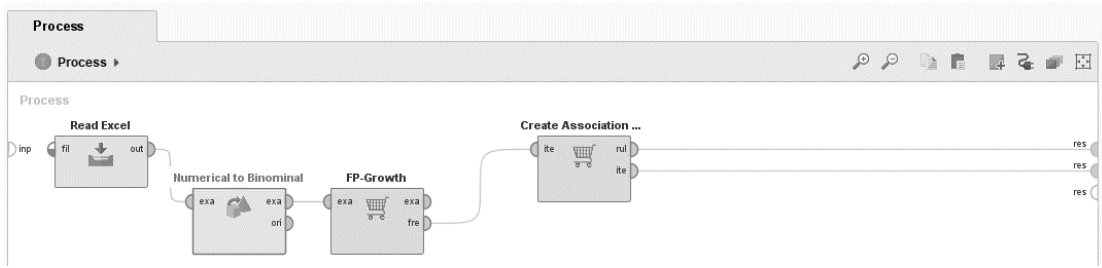 Process
Process
Process
Read Excel
inp
fil
out
Numerical to Binominal
exa
exa
ori
FP-Growth
exa
exa
fre
Create Association ...
ite
rul
ite
res
res
res